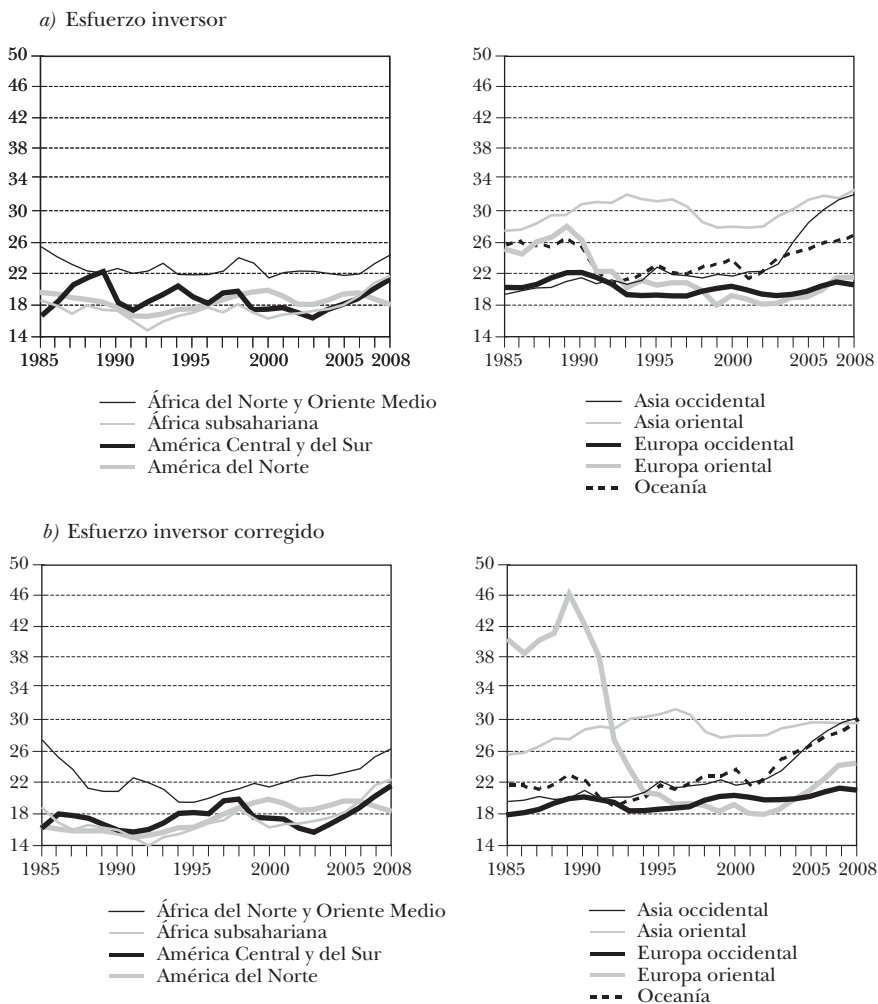 a) Esfuerzo inversor
50
46
42
38
34
30
26
22
18
14
1985 1990 1995 2000 2005 2008
África del Norte y Oriente Medio
África subsahariana
América Central y del Sur
América del Norte
50
46
42
38
34
30
26
22
18
14
1985 1990 1995 2000 2005 2008
Asia occidental
Asia oriental
Europa occidental
Europa oriental
Oceanía
b) Esfuerzo inversor corregido
50
46
42
38
34
30
26
22
18
14
1985 1990 1995 2000 2005 2008
África del Norte y Oriente Medio
África subsahariana
América Central y del Sur
América del Norte
50
46
42
38
34
30
26
22
18
14
1985 1990 1995 2000 2005 2008
Asia occidental
Asia oriental
Europa occidental
Europa oriental
Oceanía